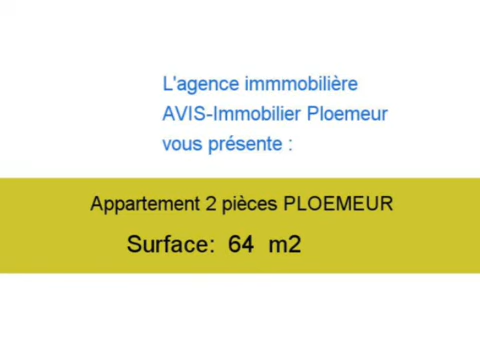 L'agence immmobilière
AVIS-Immobilier Ploemeur
vous présente :
Appartement 2 pièces PLOEMEUR
Surface: 64 m2